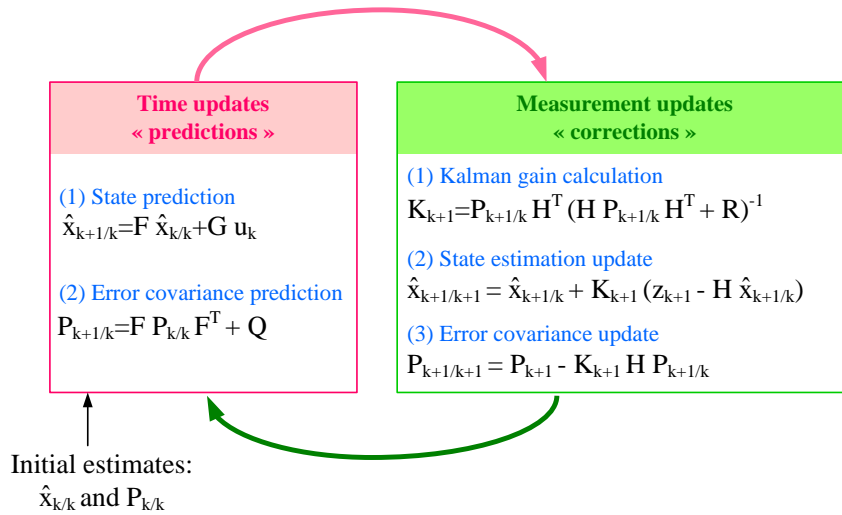 Time updates
« predictions »
(1) State prediction
x̂ₖ₊₁/ₖ=F x̂ₖ/ₖ+G uₖ
(2) Error covariance prediction
Pₖ₊₁/ₖ=F Pₖ/ₖ Fᵀ + Q
Initial estimates:
x̂ₖ/ₖ and Pₖ/ₖ
Measurement updates
« corrections »
(1) Kalman gain calculation
Kₖ₊₁=Pₖ₊₁/ₖ Hᵀ (H Pₖ₊₁/ₖ Hᵀ + R)⁻¹
(2) State estimation update
x̂ₖ₊₁/ₖ₊₁ = x̂ₖ₊₁/ₖ + Kₖ₊₁ (zₖ₊₁ - H x̂ₖ₊₁/ₖ)
(3) Error covariance update
Pₖ₊₁/ₖ₊₁ = Pₖ₊₁ - Kₖ₊₁ H Pₖ₊₁/ₖ